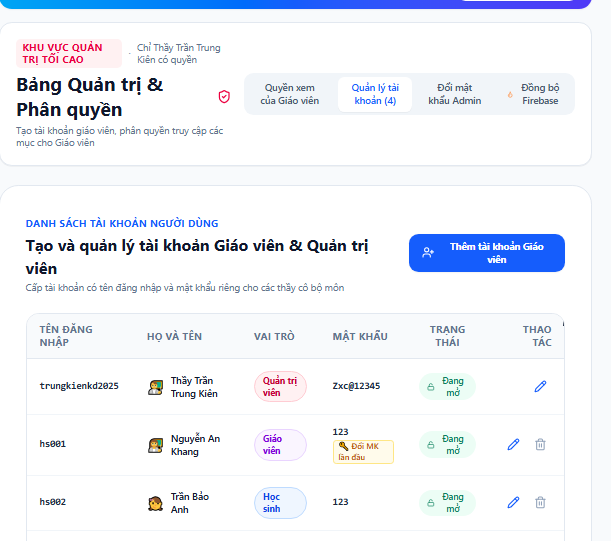 KHU VỰC QUẢN
TRỊ TỐI CAO
· Chỉ Thầy Trần Trung
Kiên có quyền
Bảng Quản trị &
Phân quyền
Tạo tài khoản giáo viên, phân quyền truy cập các
mục cho Giáo viên
Quyền xem
của Giáo viên
Quản lý tài
khoản (4)
Đổi mật
khẩu Admin
Đồng bộ
Firebase
DANH SÁCH TÀI KHOẢN NGƯỜI DÙNG
Tạo và quản lý tài khoản Giáo viên & Quản trị
viên
Cấp tài khoản có tên đăng nhập và mật khẩu riêng cho các thầy cô bộ môn
Thêm tài khoản Giáo
viên
TÊN ĐĂNG
NHẬP
HỌ VÀ TÊN
VAI TRÒ
MẬT KHẨU
TRẠNG
THÁI
THAO
TÁC
trungkienkd2025
Thầy Trần
Trung Kiên
Quản trị
viên
Zxc@12345
Đang
mở
hs001
Nguyễn An
Khang
Giáo
viên
123
Đổi MK
lần đầu
Đang
mở
hs002
Trần Bảo
Anh
Học
sinh
123
Đang
mở